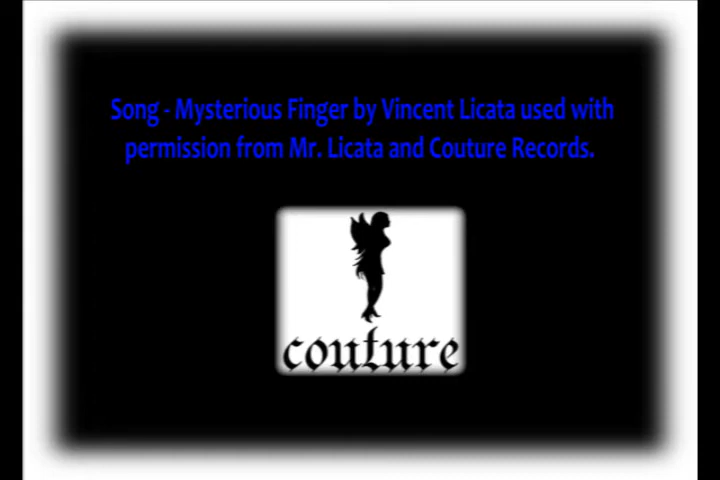 Song - Mysterious Finger by Vincent Licata used with
permission from Mr. Licata and Couture Records.
couture